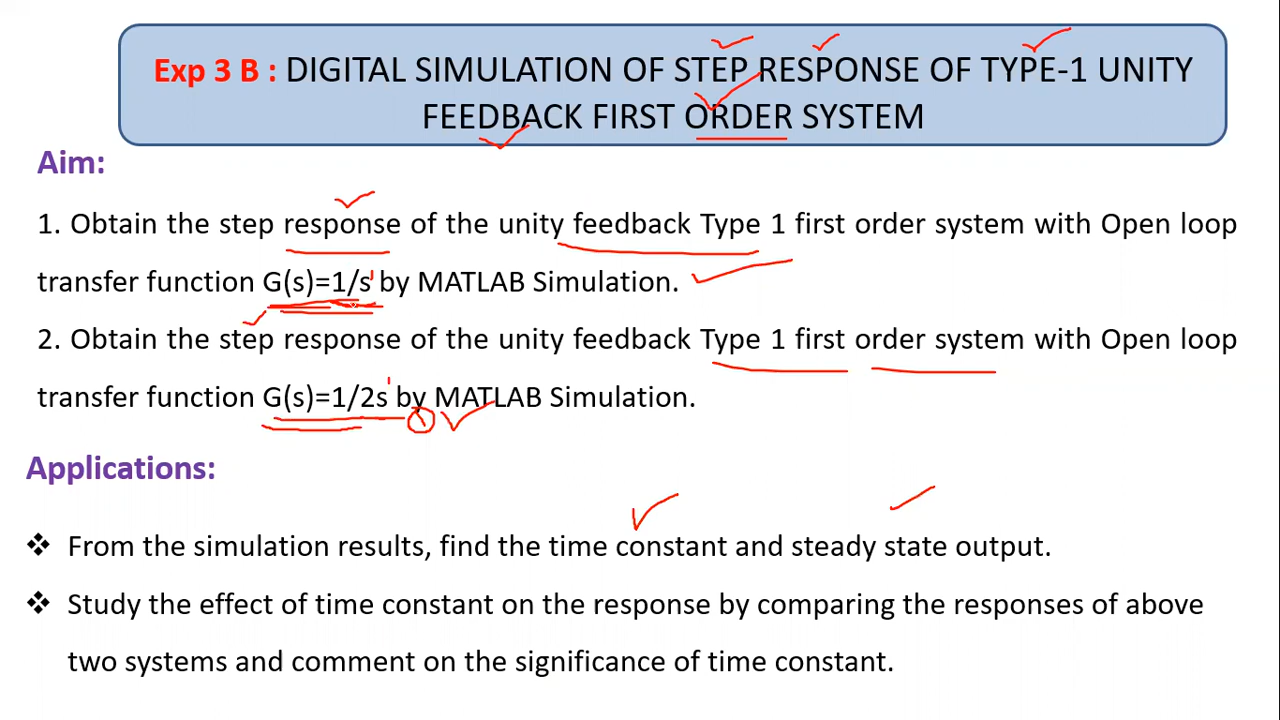 Exp 3 B : DIGITAL SIMULATION OF STEP RESPONSE OF TYPE-1 UNITY
FEEDBACK FIRST ORDER SYSTEM
Aim:
1. Obtain the step response of the unity feedback Type 1 first order system with Open loop
transfer function G(s)=1/s by MATLAB Simulation.
2. Obtain the step response of the unity feedback Type 1 first order system with Open loop
transfer function G(s)=1/2s by MATLAB Simulation.
Applications:
❖ From the simulation results, find the time constant and steady state output.
❖ Study the effect of time constant on the response by comparing the responses of above
two systems and comment on the significance of time constant.